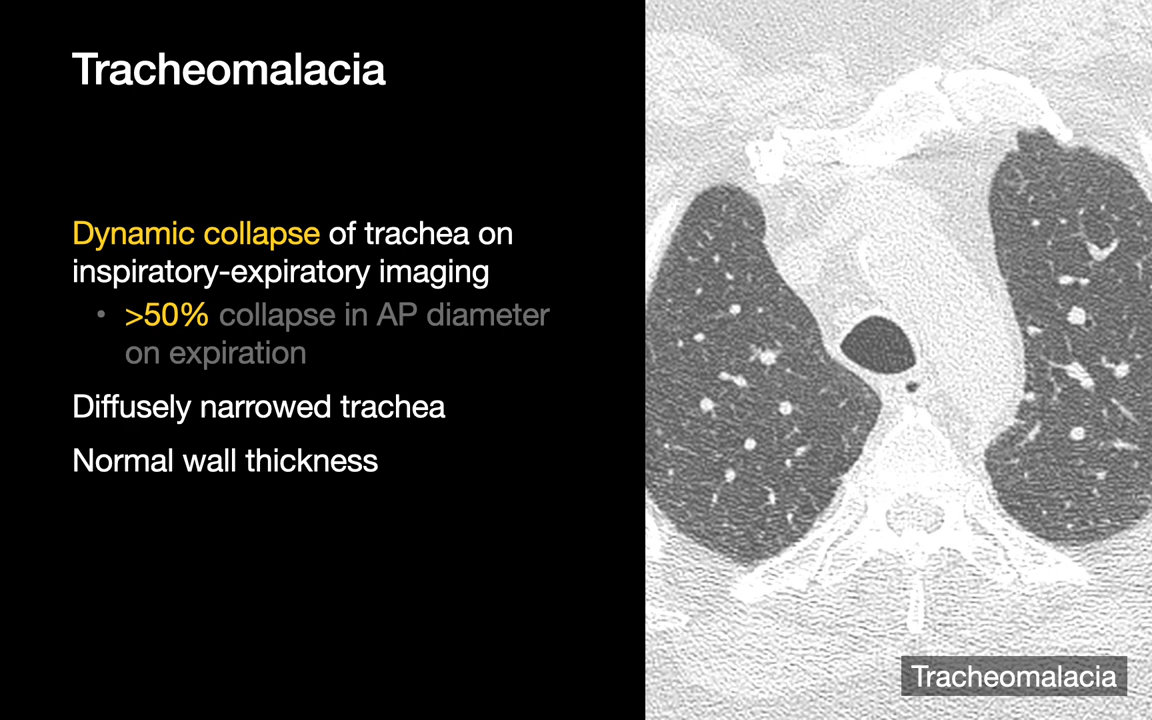 Tracheomalacia
Dynamic collapse of trachea on
inspiratory-expiratory imaging
• >50% collapse in AP diameter
on expiration
Diffusely narrowed trachea
Normal wall thickness
Tracheomalacia